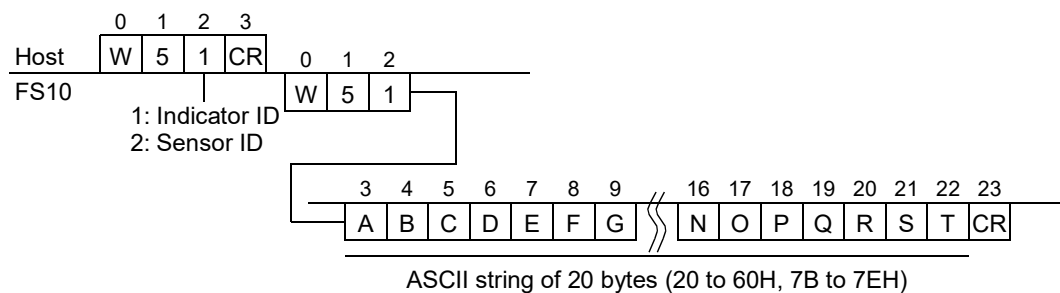 0 1 2 3
Host W 5 1 CR
0 1 2
FS10 W 5 1
1: Indicator ID
2: Sensor ID
3 4 5 6 7 8 9 16 17 18 19 20 21 22 23
A B C D E F G N O P Q R S T CR
ASCII string of 20 bytes (20 to 60H, 7B to 7EH)